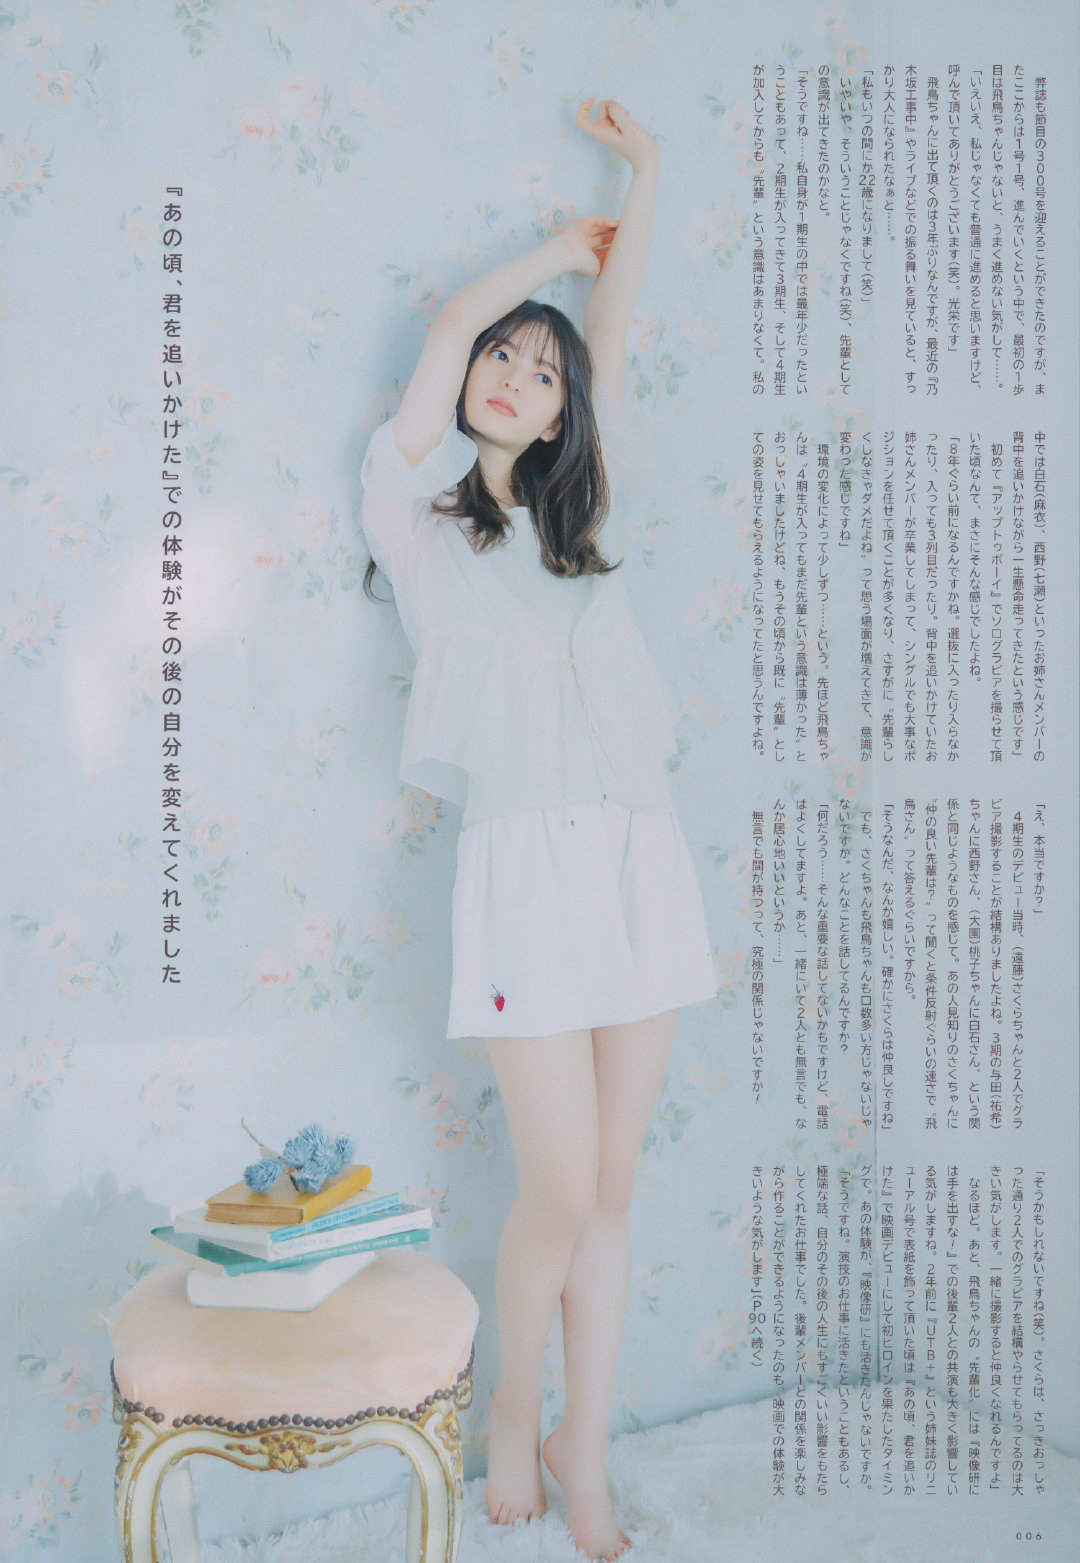 弊誌も節目の300号を迎えることができたのですが、ま
たここからは1号1号、進んでいくという中で、最初の1歩
目は飛鳥ちゃんじゃないと、うまく進めない気がして……。
「いえいえ、私じゃなくても普通に進めると思いますけど、
呼んで頂いてありがとうございます(笑)。光栄です」
飛鳥ちゃんに出て頂くのは3年ぶりなんですが、最近の『乃
木坂工事中』やライブなどでの振る舞いを見ていると、すっ
かり大人になられたなぁと……。
「私もいつの間にか22歳になりまして(笑)」
いやいや、そういうことじゃなくてですね(笑)、先輩として
の意識が出てきたのかなと。
「そうですね……私自身が1期生の中では最年少だったとい
うこともあって、2期生が入ってきて3期生、そして4期生
が加入してからも〝先輩〟という意識はあまりなくて。私の
中では白石(麻衣)、西野(七瀬)といったお姉さんメンバーの
背中を追いかけながら一生懸命走ってきたという感じです」
初めて『アップトゥボーイ』でソログラビアを撮らせて頂
いた頃なんて、まさにそんな感じでしたよね。
「8年ぐらい前になるんですかね。選抜に入ったり入らなか
ったり、入っても3列目だったり。背中を追いかけていたお
姉さんメンバーが卒業してしまって、シングルでも大事なポ
ジションを任せて頂くことが多くなり、さすがに〝先輩らし
くしなきゃダメだよね〟って思う場面が増えてきて、意識が
変わった感じですね」
環境の変化によって少しずつ……という。先ほど飛鳥ちゃ
んは〝4期生が入ってもまだ先輩という意識は薄かった〟と
おっしゃいましたけどね、もうその頃から既に〝先輩〟とし
ての姿を見せてもらえるようになってたと思うんですよね。
「え、本当ですか?」
4期生のデビュー当時、(遠藤)さくらちゃんと2人でグラ
ビア撮影することが結構ありましたよね。3期の与田(祐希)
ちゃんに西野さん、(大園)桃子ちゃんに白石さん、という関
係と同じようなものを感じて。あの人見知りのさくちゃんに
〝仲の良い先輩は?〟って聞くと条件反射ぐらいの速さで〝飛
鳥さん〟って答えるぐらいですから。
「そうなんだ、なんか嬉しい。確かにさくらは仲良しですね」
でも、さくちゃんも飛鳥ちゃんも口数多い方じゃないじゃ
ないですか。どんなことを話してるんですか?
「何だろう……そんな重要な話してないかもですけど、電話
はよくしてますよ。あと、一緒にいて2人とも無言でも、な
んか居心地いいというか……」
無言でも間が持つって、究極の関係じゃないですか!
「そうかもしれないですね(笑)。さくらは、さっきおっしゃ
った通り2人でのグラビアを結構やらせてもらってるのは大
きい気がします。一緒に撮影すると仲良くなれるんですよ」
なるほど。あと、飛鳥ちゃんの〝先輩化〟には『映像研に
は手を出すな!』での後輩2人との共演も大きく影響してい
る気がしますね。2年前に『UTB+』という姉妹誌のリニ
ューアル号で表紙を飾って頂いた頃は『あの頃、君を追いか
けた』で映画デビューにして初ヒロインを果たしたタイミン
グで。あの体験が、『映像研』にも活きたんじゃないですか。
「そうですね。演技のお仕事に活きたということもあるし、
極端な話、自分のその後の人生にもすごくいい影響をもたら
してくれたお仕事でした。後輩メンバーとの関係を楽しみな
がら作ることができるようになったのも、映画での体験が大
きいような気がします」(P90へ続く)
『あの頃、君を追いかけた』での体験がその後の自分を変えてくれました
006